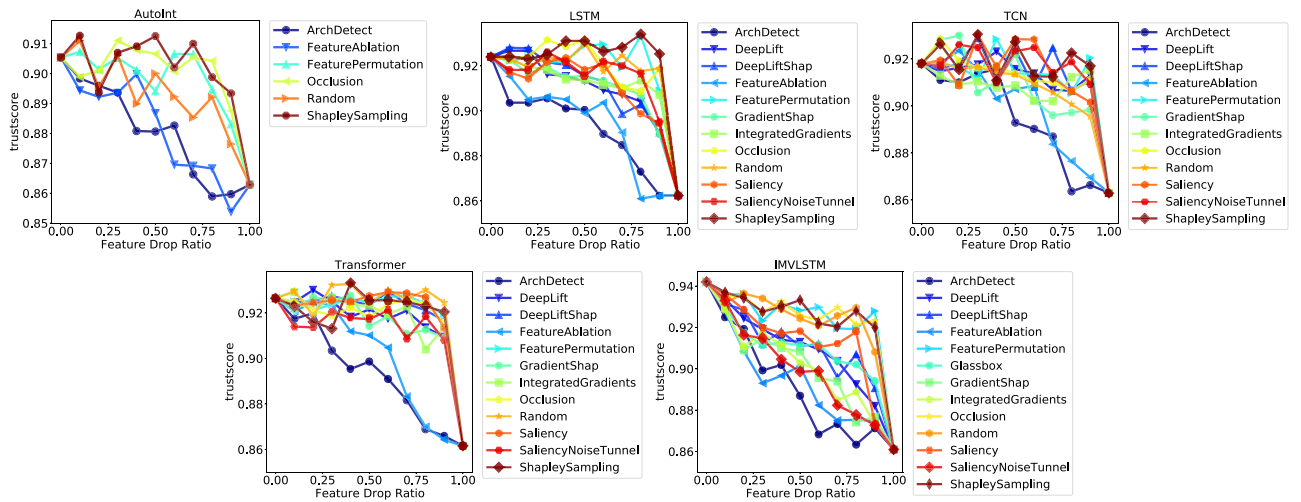 AutoInt
trustscore
0.91
0.90
0.89
0.88
0.87
0.86
0.85
0.00 0.25 0.50 0.75 1.00
Feature Drop Ratio
ArchDetect
FeatureAblation
FeaturePermutation
Occlusion
Random
ShapleySampling
LSTM
trustscore
0.94
0.92
0.90
0.88
0.86
0.00 0.25 0.50 0.75 1.00
Feature Drop Ratio
ArchDetect
DeepLift
DeepLiftShap
FeatureAblation
FeaturePermutation
GradientShap
IntegratedGradients
Occlusion
Random
Saliency
SaliencyNoiseTunnel
ShapleySampling
TCN
trustscore
0.92
0.90
0.88
0.86
0.00 0.25 0.50 0.75 1.00
Feature Drop Ratio
ArchDetect
DeepLift
DeepLiftShap
FeatureAblation
FeaturePermutation
GradientShap
IntegratedGradients
Occlusion
Random
Saliency
SaliencyNoiseTunnel
ShapleySampling
Transformer
trustscore
0.92
0.90
0.88
0.86
0.00 0.25 0.50 0.75 1.00
Feature Drop Ratio
ArchDetect
DeepLift
DeepLiftShap
FeatureAblation
FeaturePermutation
GradientShap
IntegratedGradients
Occlusion
Random
Saliency
SaliencyNoiseTunnel
ShapleySampling
IMVLSTM
trustscore
0.94
0.92
0.90
0.88
0.86
0.00 0.25 0.50 0.75 1.00
Feature Drop Ratio
ArchDetect
DeepLift
DeepLiftShap
FeatureAblation
FeaturePermutation
Glassbox
GradientShap
IntegratedGradients
Occlusion
Random
Saliency
SaliencyNoiseTunnel
ShapleySampling